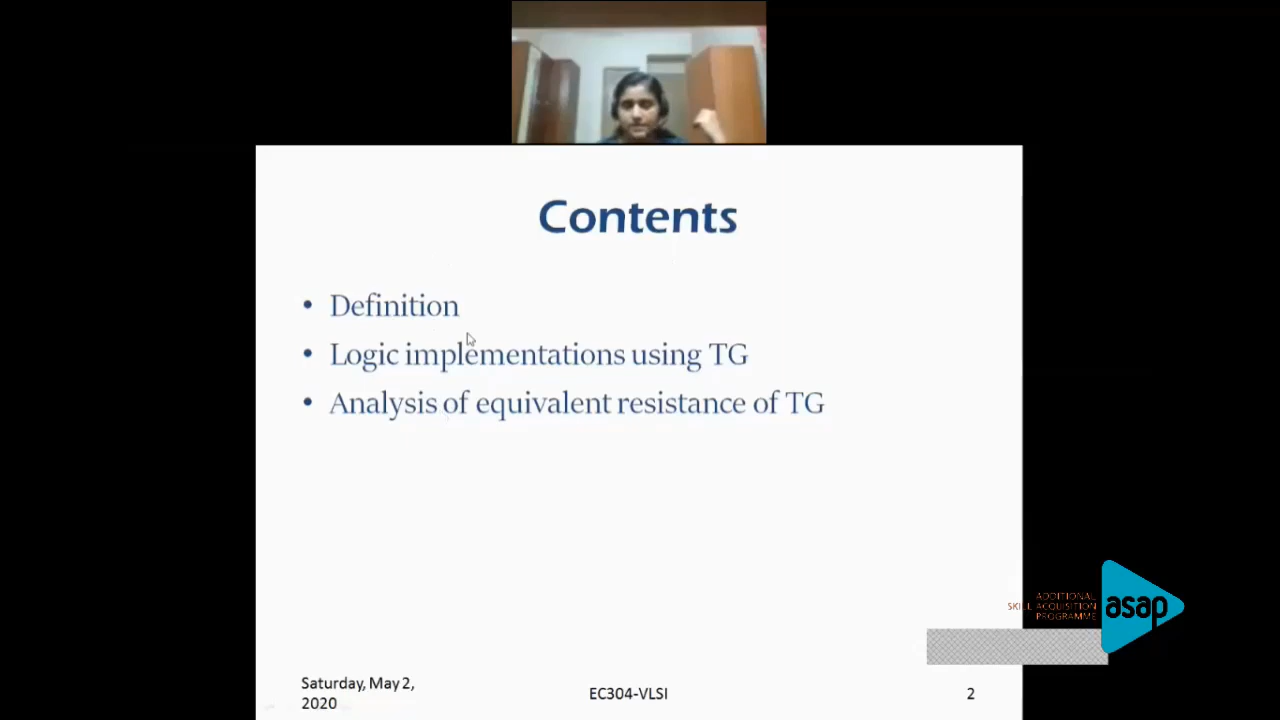 Contents
• Definition
• Logic implementations using TG
• Analysis of equivalent resistance of TG
ADDITIONAL
SKILL ACQUISITION
PROGRAMME
asap
Saturday, May 2,
2020
EC304-VLSI
2